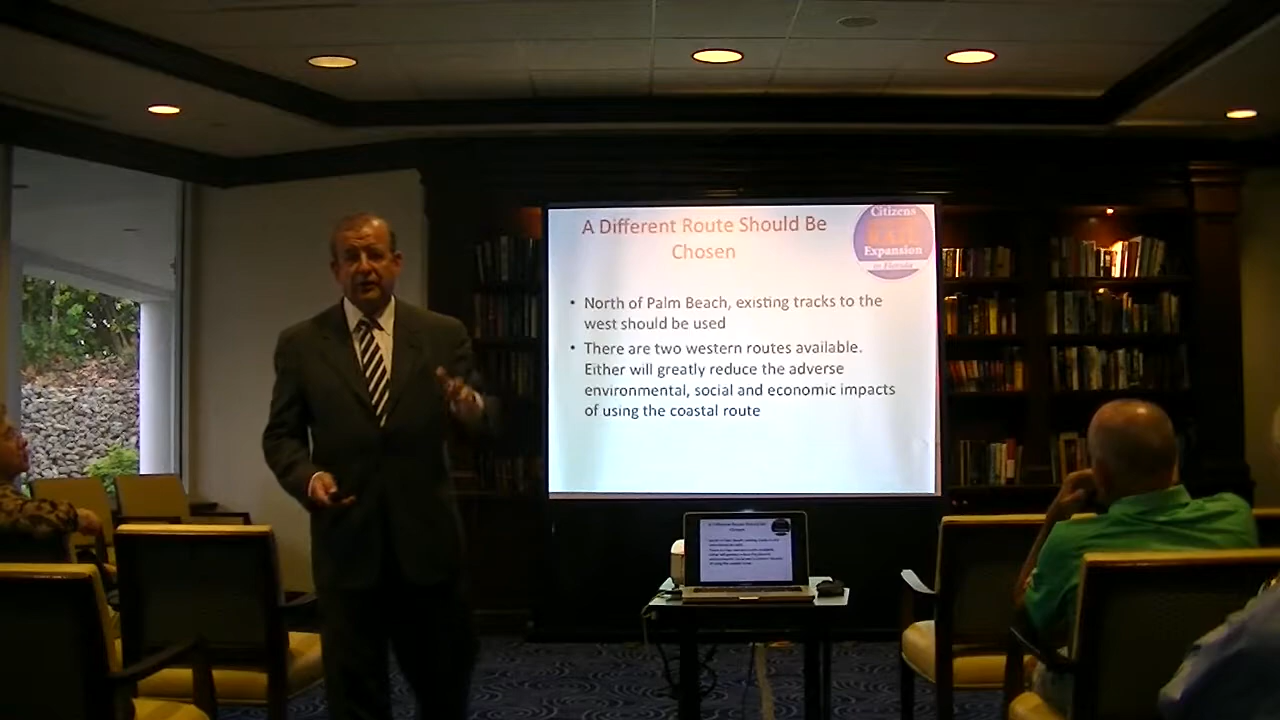 A Different Route Should Be
Chosen
Citizens
Expansion
in Florida
• North of Palm Beach, existing tracks to the
west should be used
• There are two western routes available.
Either will greatly reduce the adverse
environmental, social and economic impacts
of using the coastal route